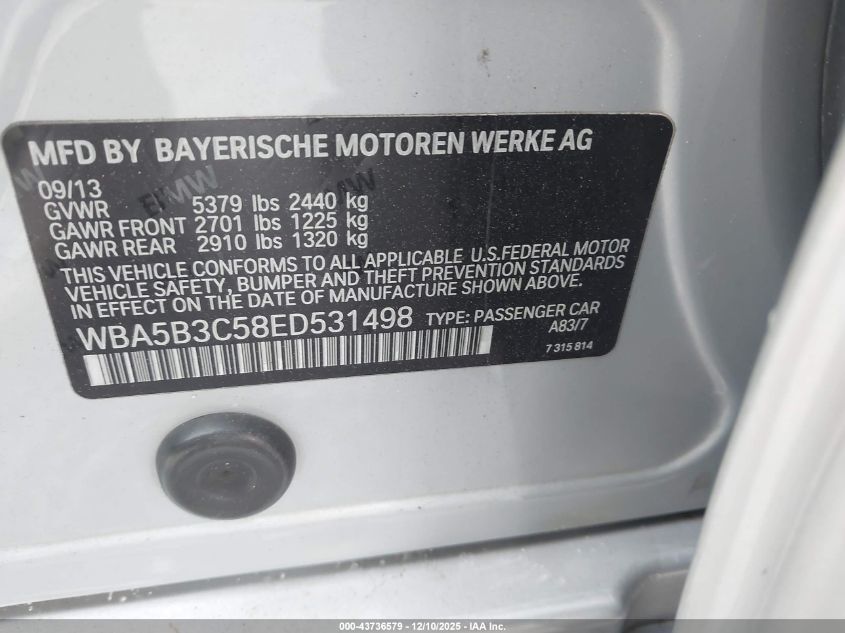 MFD BY BAYERISCHE MOTOREN WERKE AG
09/13
GVWR 5379 lbs 2440 kg
GAWR FRONT 2701 lbs 1225 kg
GAWR REAR 2910 lbs 1320 kg
THIS VEHICLE CONFORMS TO ALL APPLICABLE U.S.FEDERAL MOTOR
VEHICLE SAFETY, BUMPER AND THEFT PREVENTION STANDARDS
IN EFFECT ON THE DATE OF MANUFACTURE SHOWN ABOVE.
WBA5B3C58ED531498 TYPE: PASSENGER CAR
A83/7
7 315 814
000-43736579 - 12/10/2025 - IAA Inc.